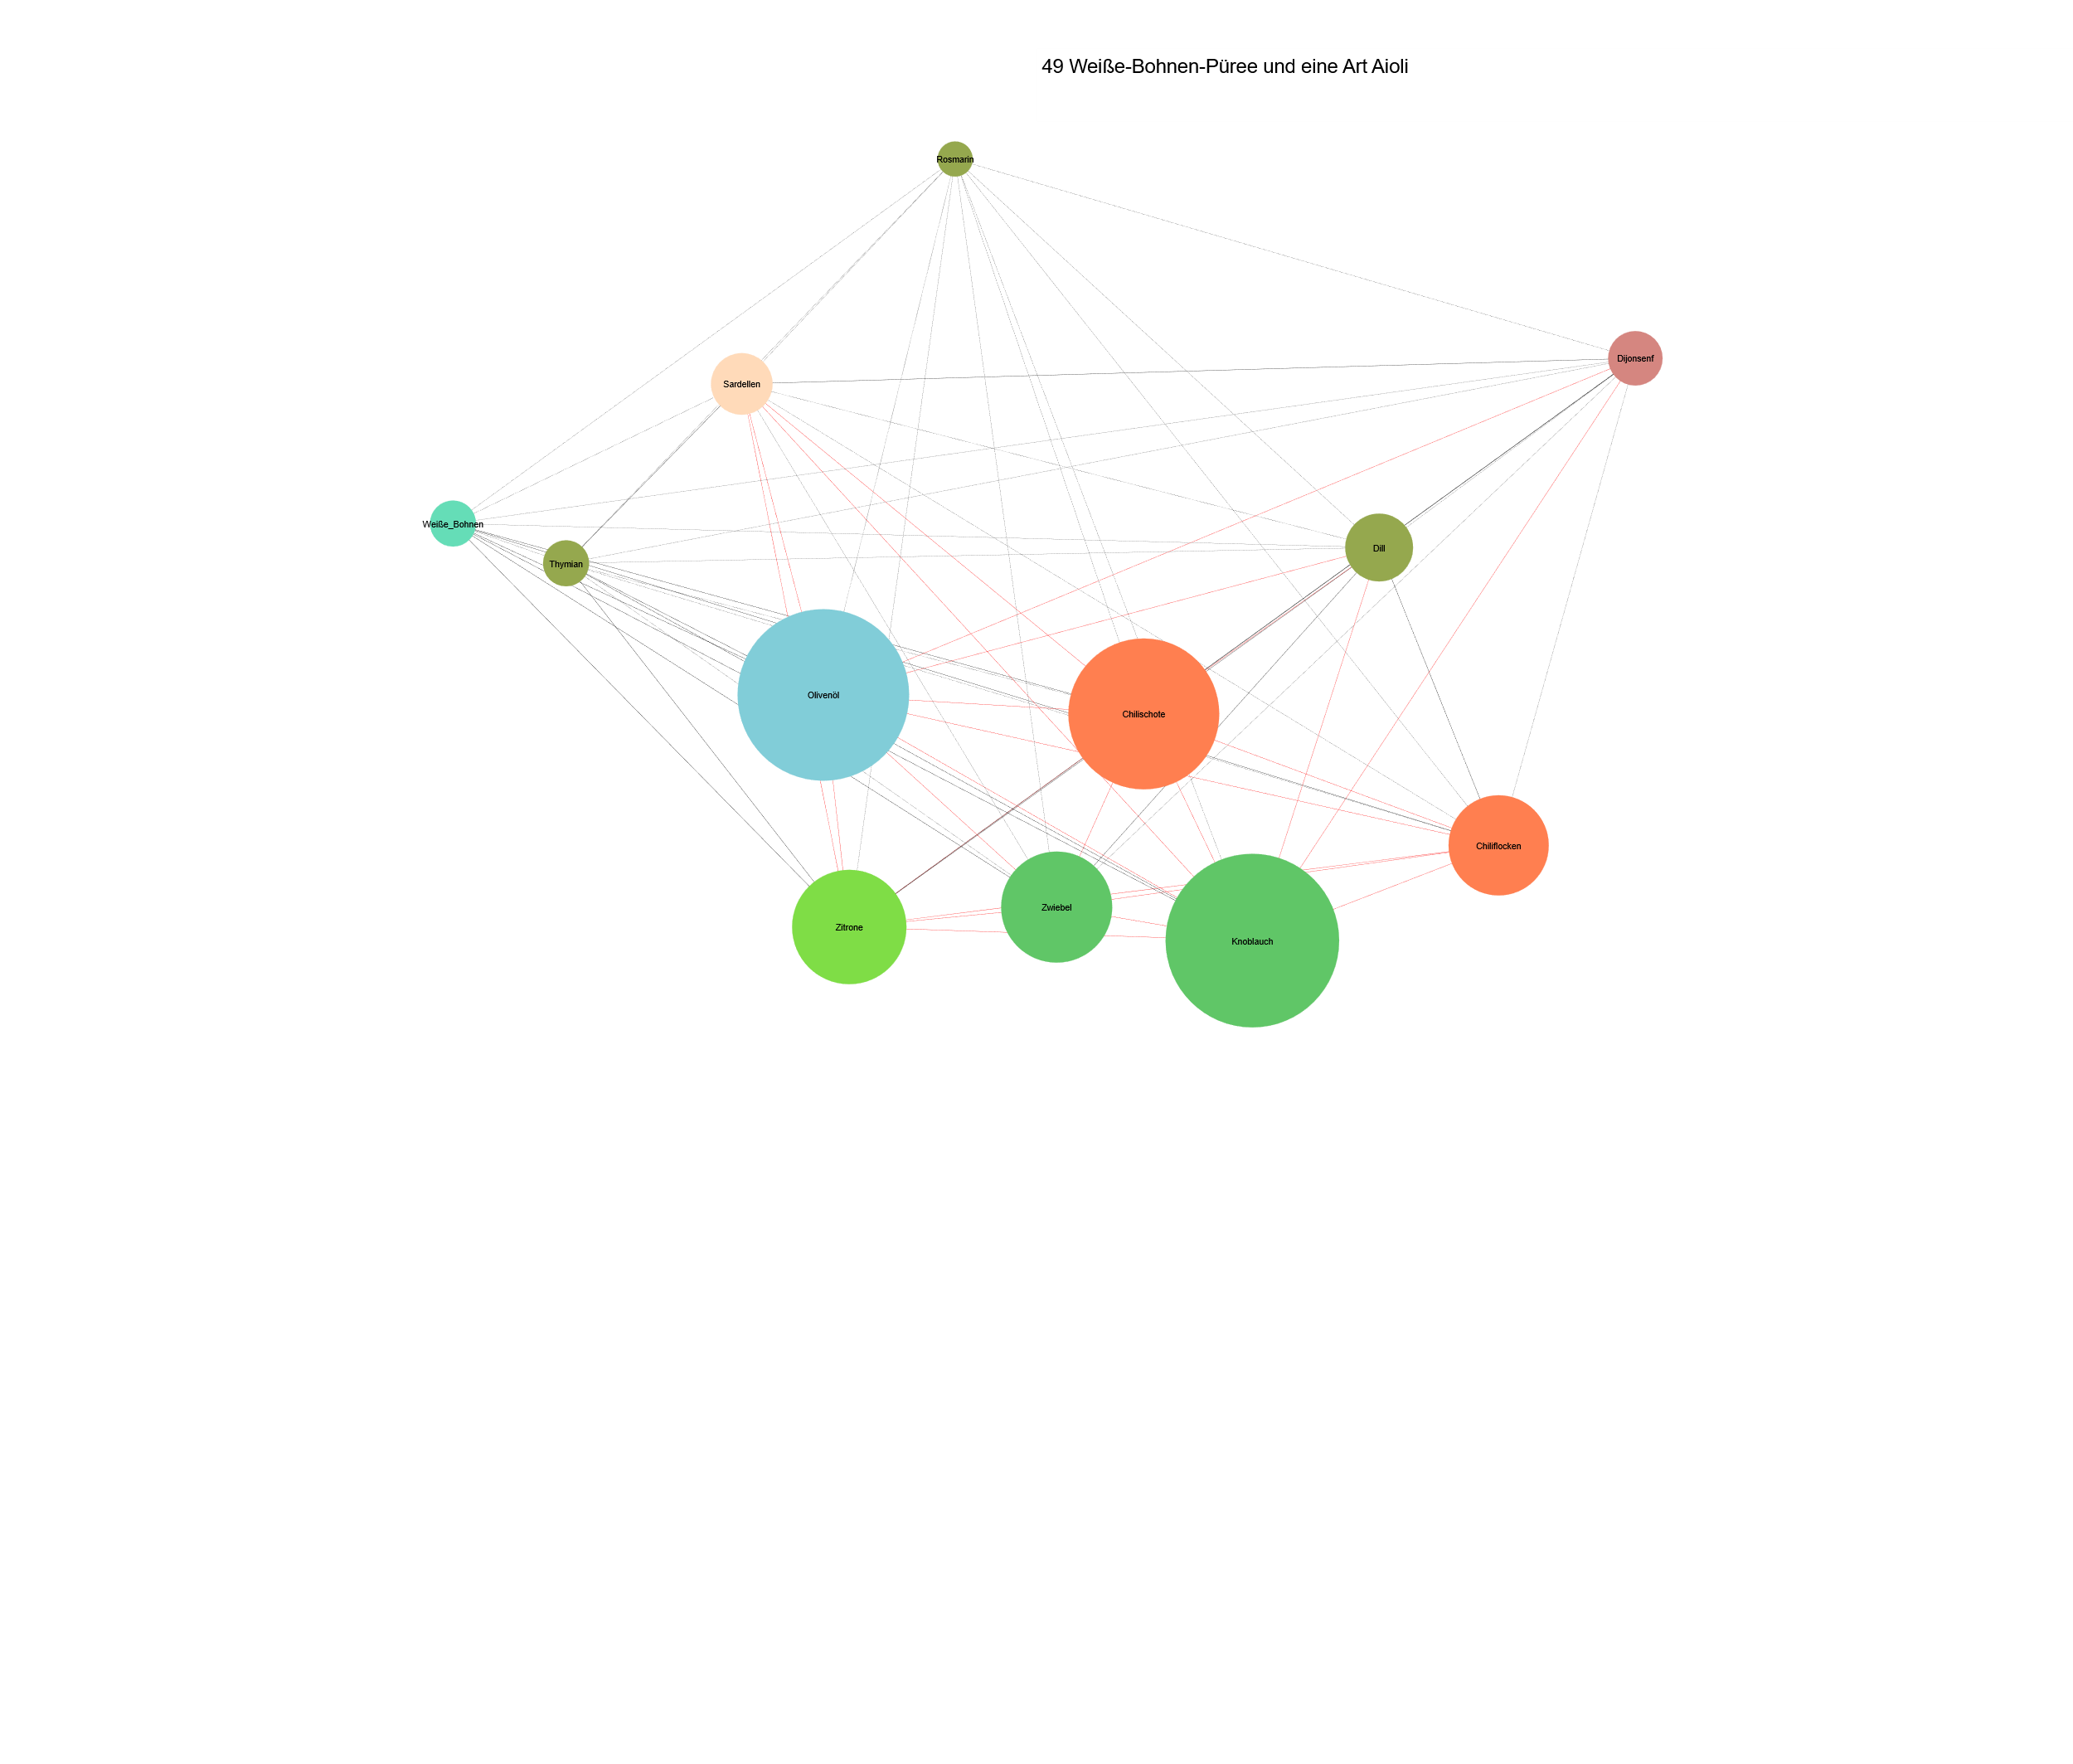 49 Weiße-Bohnen-Püree und eine Art Aioli
Rosmarin
Dijonsenf
Sardellen
Weiße_Bohnen
Dill
Thymian
Olivenöl
Chilischote
Chiliflocken
Zwiebel
Zitrone
Knoblauch